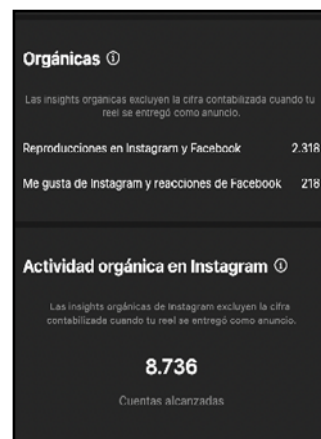 Orgánicas
Las insights orgánicas excluyen la cifra contabilizada cuando tu
reel se entregó como anuncio.
Reproducciones en Instagram y Facebook 2.318
Me gusta de Instagram y reacciones de Facebook 218
Actividad orgánica en Instagram
Las insights orgánicas de Instagram excluyen la cifra
contabilizada cuando tu reel se entregó como anuncio.
8.736
Cuentas alcanzadas